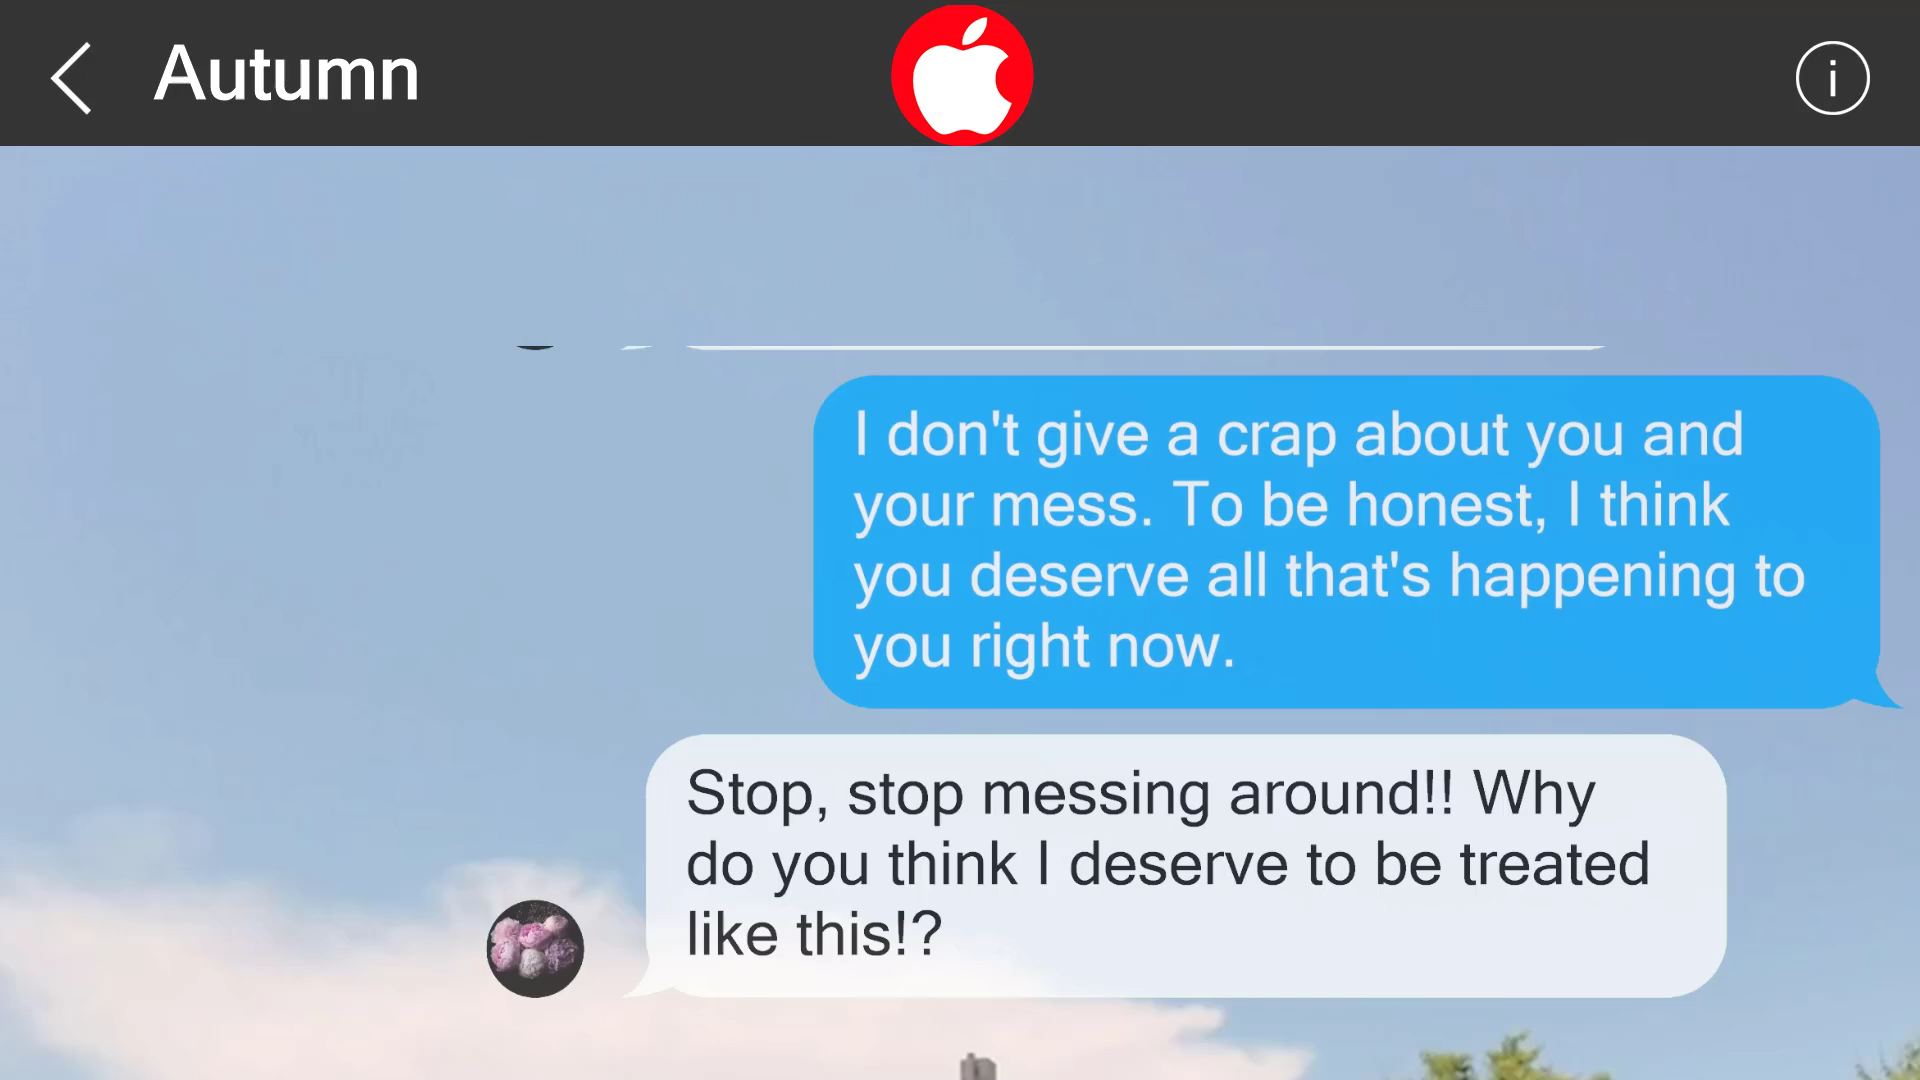 Autumn
i
I don't give a crap about you and
your mess. To be honest, I think
you deserve all that's happening to
you right now.
Stop, stop messing around!! Why
do you think I deserve to be treated
like this!?